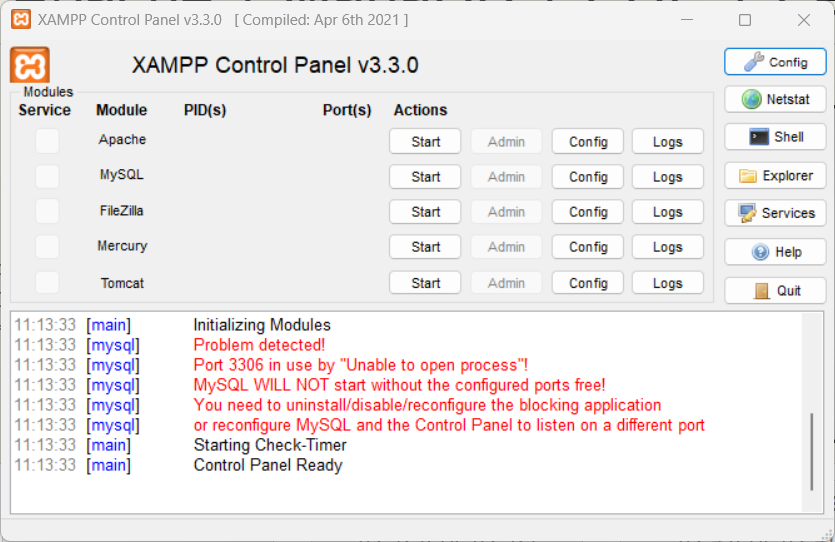 XAMPP Control Panel v3.3.0 [ Compiled: Apr 6th 2021 ]
XAMPP Control Panel v3.3.0
Config
Modules
Service Module PID(s) Port(s) Actions
Netstat
Apache Start Admin Config Logs
Shell
MySQL Start Admin Config Logs
Explorer
FileZilla Start Admin Config Logs
Services
Mercury Start Admin Config Logs
Help
Tomcat Start Admin Config Logs
Quit
11:13:33 [main] Initializing Modules
11:13:33 [mysql] Problem detected!
11:13:33 [mysql] Port 3306 in use by "Unable to open process"!
11:13:33 [mysql] MySQL WILL NOT start without the configured ports free!
11:13:33 [mysql] You need to uninstall/disable/reconfigure the blocking application
11:13:33 [mysql] or reconfigure MySQL and the Control Panel to listen on a different port
11:13:33 [main] Starting Check-Timer
11:13:33 [main] Control Panel Ready